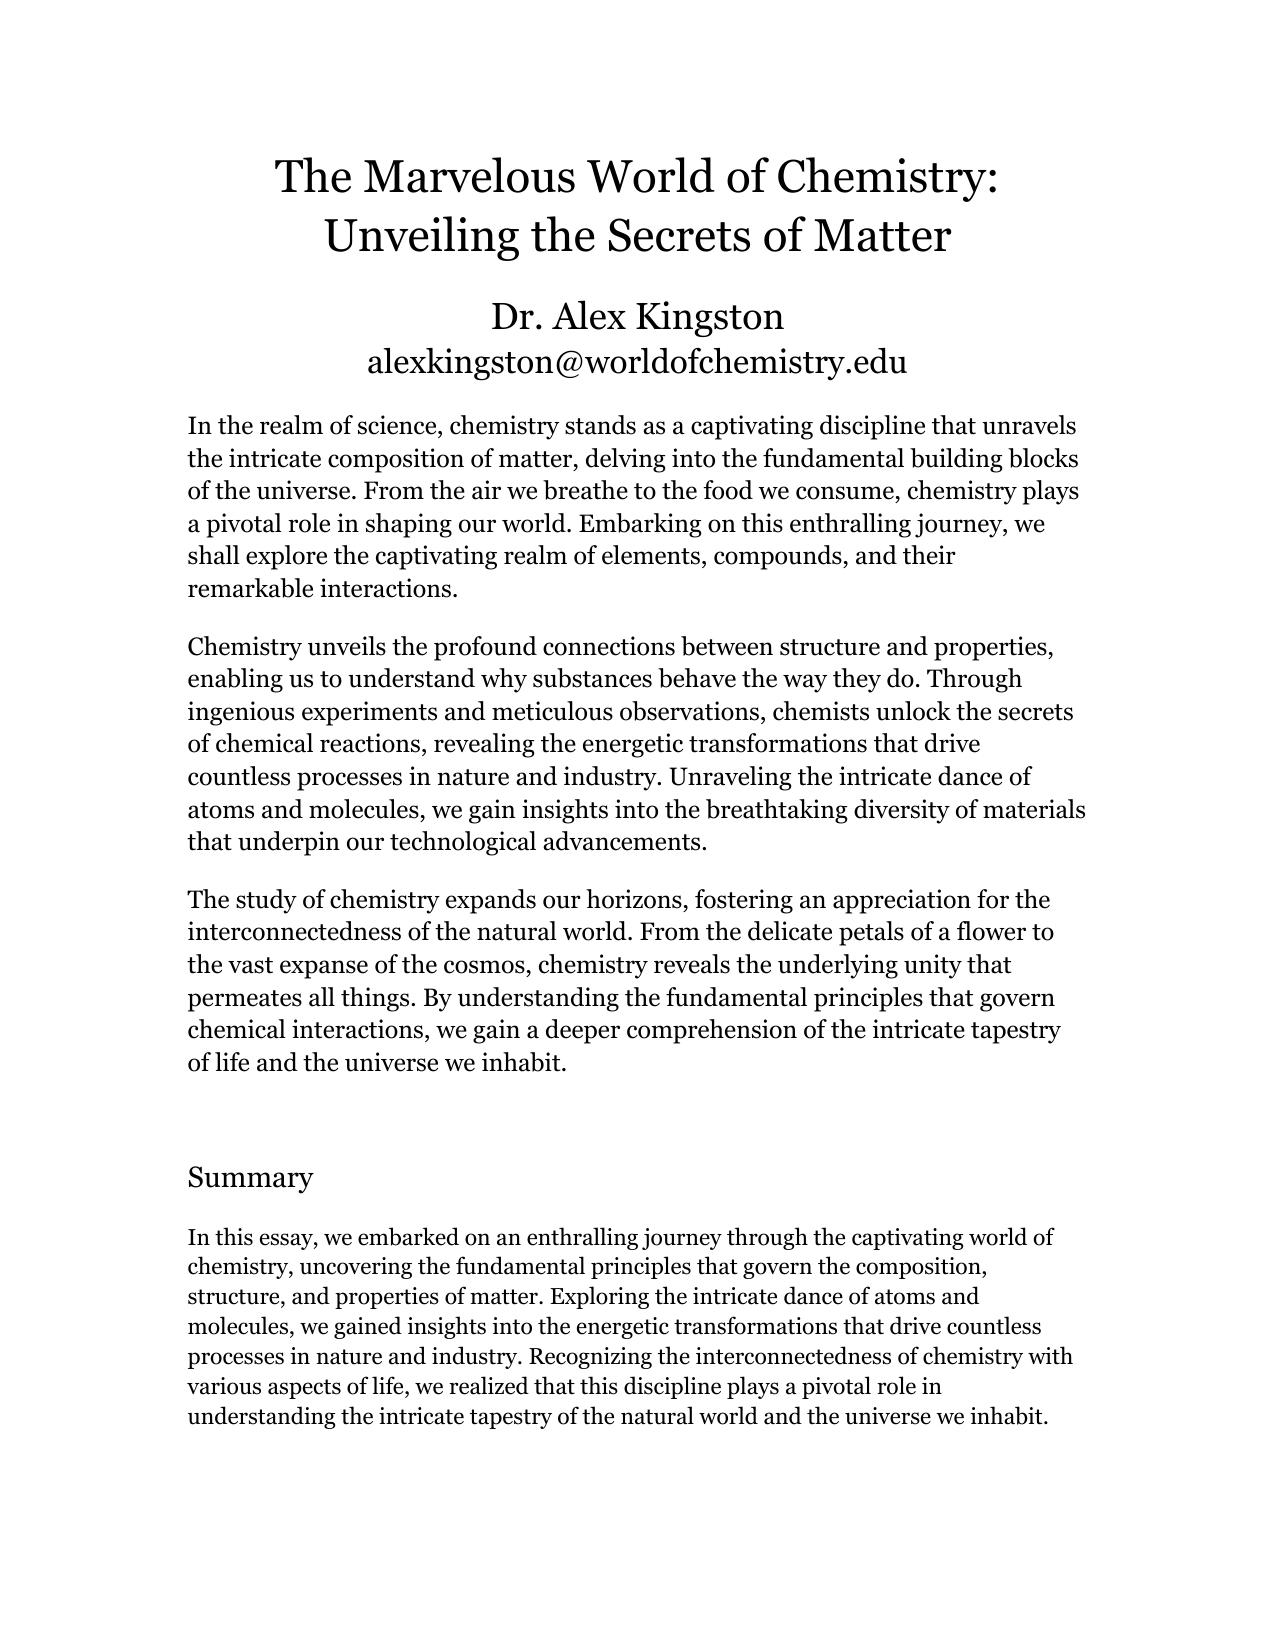 The Marvelous World of Chemistry:
Unveiling the Secrets of Matter
Dr. Alex Kingston
alexkingston@worldofchemistry.edu
In the realm of science, chemistry stands as a captivating discipline that unravels
the intricate composition of matter, delving into the fundamental building blocks
of the universe. From the air we breathe to the food we consume, chemistry plays
a pivotal role in shaping our world. Embarking on this enthralling journey, we
shall explore the captivating realm of elements, compounds, and their
remarkable interactions.
Chemistry unveils the profound connections between structure and properties,
enabling us to understand why substances behave the way they do. Through
ingenious experiments and meticulous observations, chemists unlock the secrets
of chemical reactions, revealing the energetic transformations that drive
countless processes in nature and industry. Unraveling the intricate dance of
atoms and molecules, we gain insights into the breathtaking diversity of materials
that underpin our technological advancements.
The study of chemistry expands our horizons, fostering an appreciation for the
interconnectedness of the natural world. From the delicate petals of a flower to
the vast expanse of the cosmos, chemistry reveals the underlying unity that
permeates all things. By understanding the fundamental principles that govern
chemical interactions, we gain a deeper comprehension of the intricate tapestry
of life and the universe we inhabit.
Summary
In this essay, we embarked on an enthralling journey through the captivating world of
chemistry, uncovering the fundamental principles that govern the composition,
structure, and properties of matter. Exploring the intricate dance of atoms and
molecules, we gained insights into the energetic transformations that drive countless
processes in nature and industry. Recognizing the interconnectedness of chemistry with
various aspects of life, we realized that this discipline plays a pivotal role in
understanding the intricate tapestry of the natural world and the universe we inhabit.